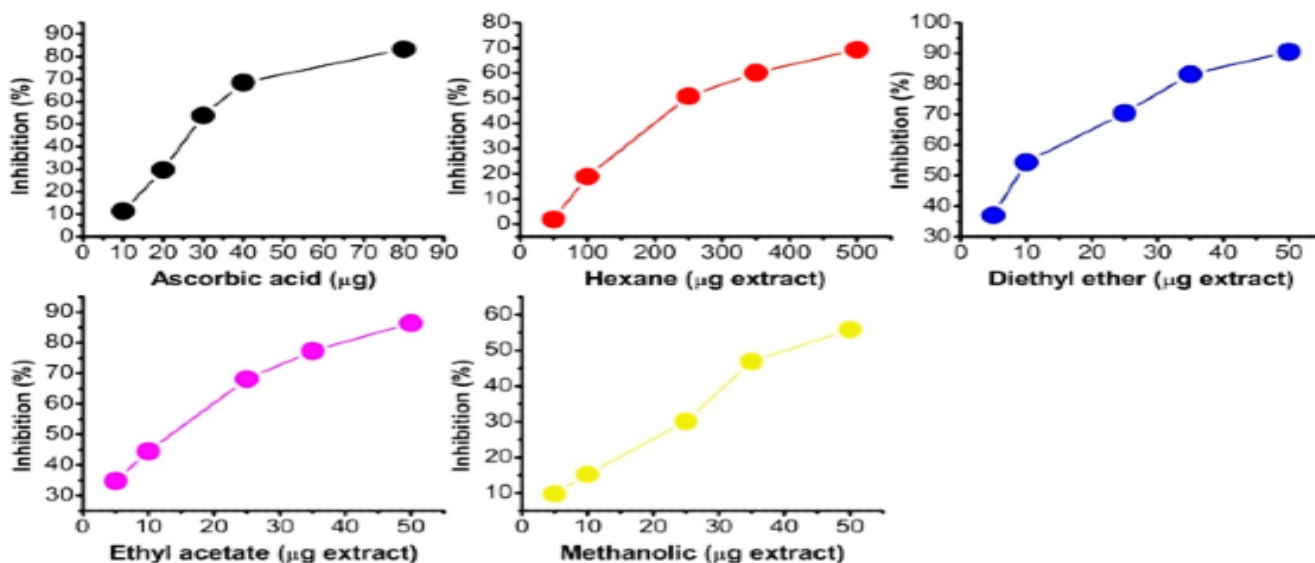 Inhibition (%)
90
80
70
60
50
40
30
20
10
0
0 10 20 30 40 50 60 70 80 90
Ascorbic acid (μg)
Inhibition (%)
80
70
60
50
40
30
20
10
0
0 100 200 300 400 500
Hexane (μg extract)
Inhibition (%)
100
90
80
70
60
50
40
30
0 10 20 30 40 50
Diethyl ether (μg extract)
Inhibition (%)
90
80
70
60
50
40
30
0 10 20 30 40 50
Ethyl acetate (μg extract)
Inhibition (%)
60
50
40
30
20
10
0 10 20 30 40 50
Methanolic (μg extract)